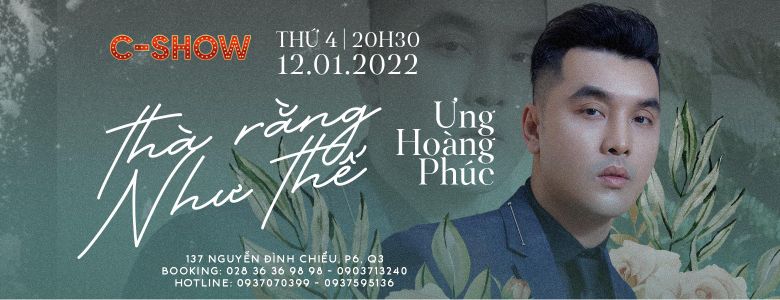 C-SHOW
THỨ 4 | 20H30
12.01.2022
Thà rằng
Như Thế
Ưng
Hoàng
Phúc
137 NGUYỄN ĐÌNH CHIỂU, P6, Q3
BOOKING: 028 36 36 98 98 - 0903713240
HOTLINE: 0937070399 - 0937595136